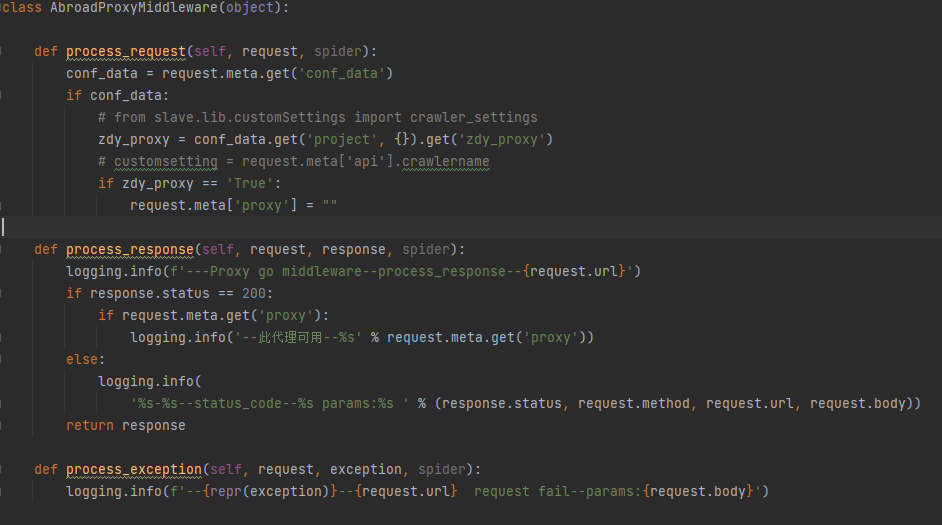 class AbroadProxyMiddleware(object):
def process_request(self, request, spider):
conf_data = request.meta.get('conf_data')
if conf_data:
# from slave.lib.customSettings import crawler_settings
zdy_proxy = conf_data.get('project', {}).get('zdy_proxy')
# customsetting = request.meta['api'].crawlername
if zdy_proxy == 'True':
request.meta['proxy'] = ""
def process_response(self, request, response, spider):
logging.info(f'---Proxy go middleware--process_response--{request.url}')
if response.status == 200:
if request.meta.get('proxy'):
logging.info('--此代理可用--%s' % request.meta.get('proxy'))
else:
logging.info(
'%s-%s--status_code--%s params:%s ' % (response.status, request.method, request.url, request.body))
return response
def process_exception(self, request, exception, spider):
logging.info(f'--{repr(exception)}--{request.url}  request fail--params:{request.body}')